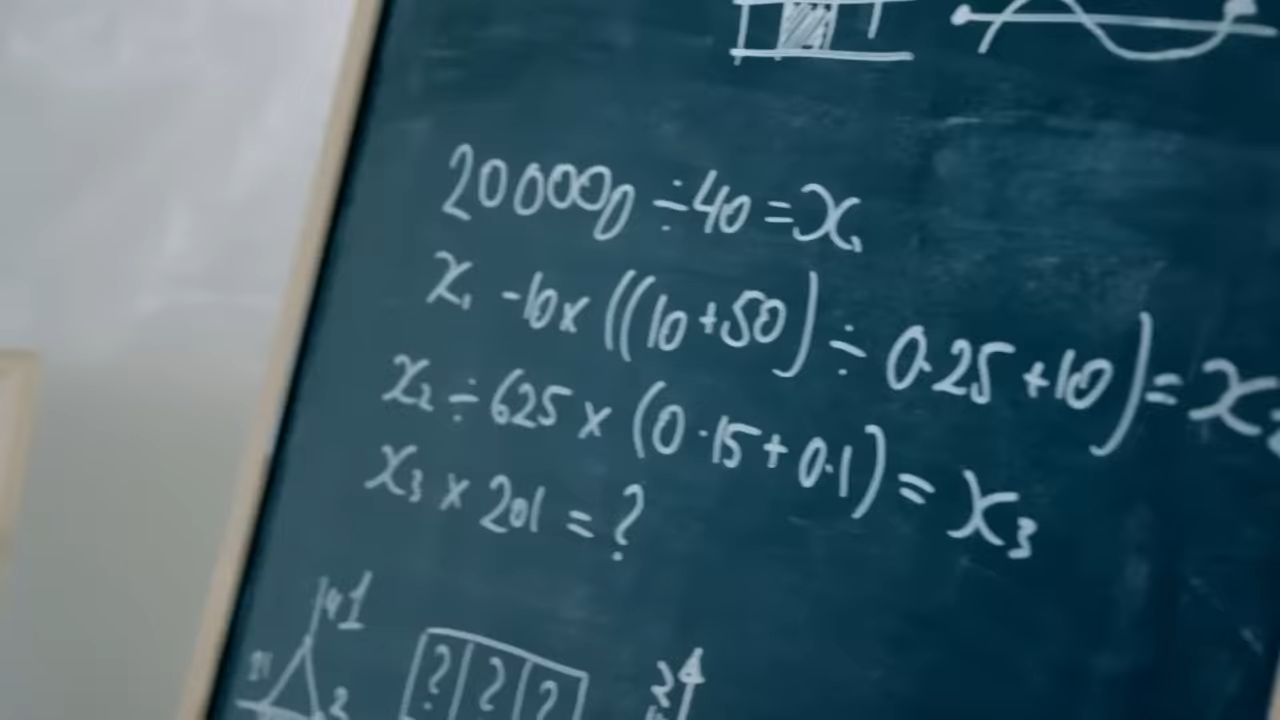 200000 ÷ 40 = x₁
x₁ - 10 x ((10 + 50) ÷ 0.25 + 10) = x₂
x₂ ÷ 625 x (0.15 + 0.1) = x₃
x₃ x 201 = ?
? ? ?
2